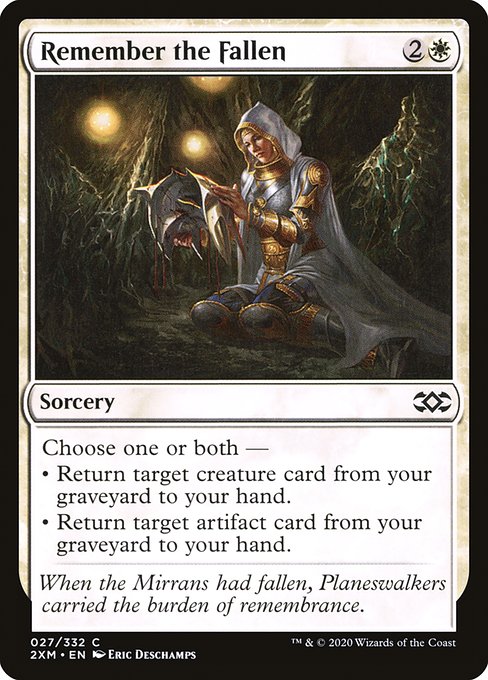 Remember the Fallen 2
Sorcery
Choose one or both —
• Return target creature card from your
graveyard to your hand.
• Return target artifact card from your
graveyard to your hand.
When the Mirrans had fallen, Planeswalkers
carried the burden of remembrance.
027/332 C
™ & © 2020 Wizards of the Coast
2XM • EN Eric Deschamps